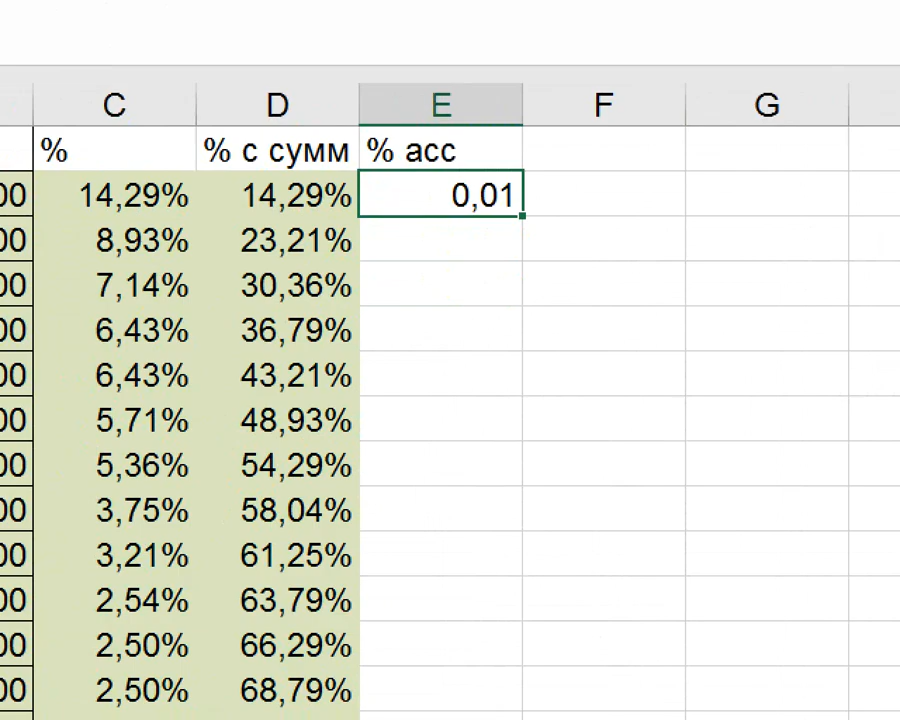 C D E F G
% % с сумм % асс
00 14,29% 14,29% 0,01
00 8,93% 23,21%
00 7,14% 30,36%
00 6,43% 36,79%
00 6,43% 43,21%
00 5,71% 48,93%
00 5,36% 54,29%
00 3,75% 58,04%
00 3,21% 61,25%
00 2,54% 63,79%
00 2,50% 66,29%
00 2,50% 68,79%